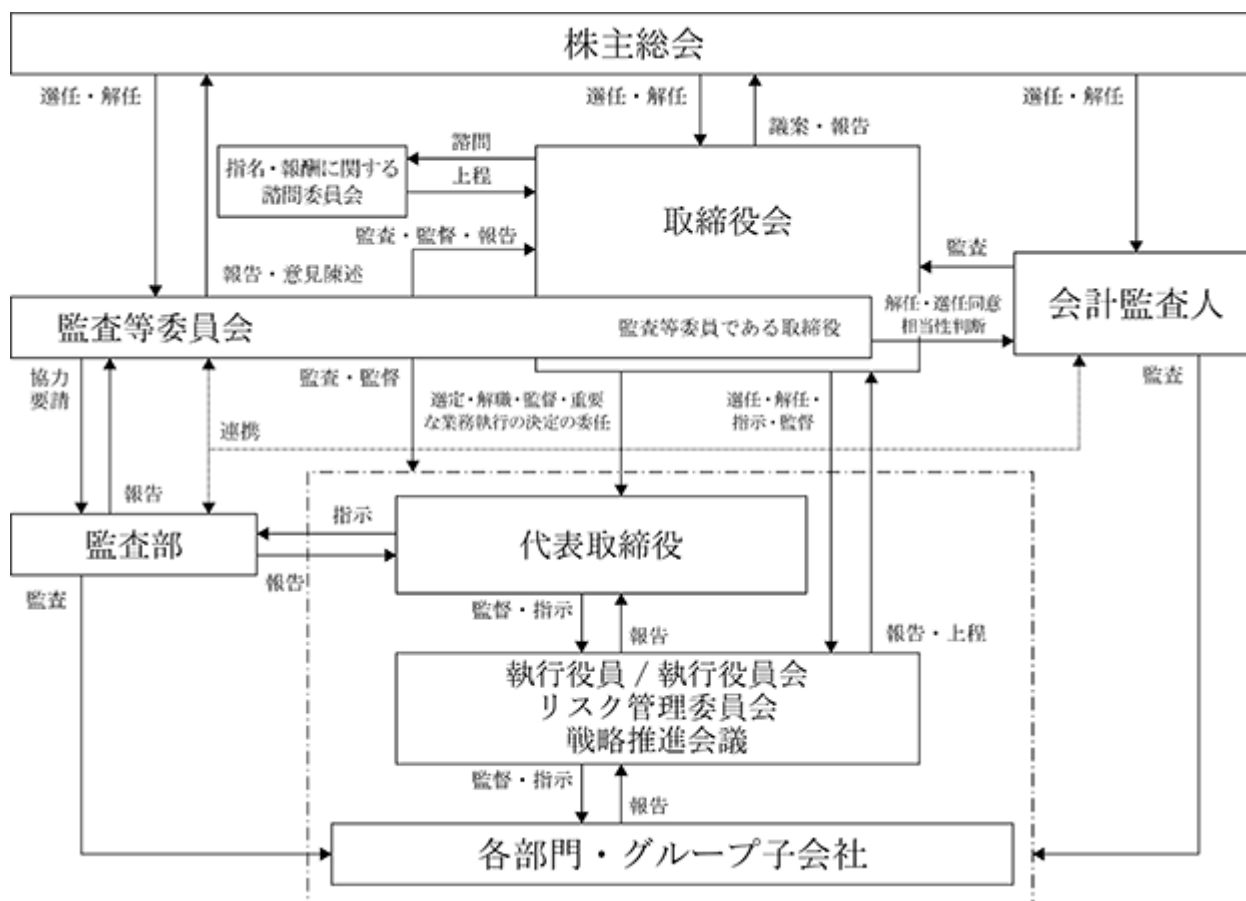 株主総会
選任・解任
選任・解任
選任・解任
議案・報告
諮問
指名・報酬に関する
諮問委員会
上程
取締役会
監査・監督・報告
監査
報告・意見陳述
会計監査人
監査等委員会
監査等委員である取締役
解任・選任同意
相当性判断
協力
要請
監査・監督
選定・解職・監督・重要
な業務執行の決定の委任
選任・解任・
指示・監督
監査
連携
報告
指示
監査部
代表取締役
報告
監査
監督・指示
報告
報告・上程
執行役員 / 執行役員会
リスク管理委員会
戦略推進会議
監督・指示
報告
各部門・グループ子会社